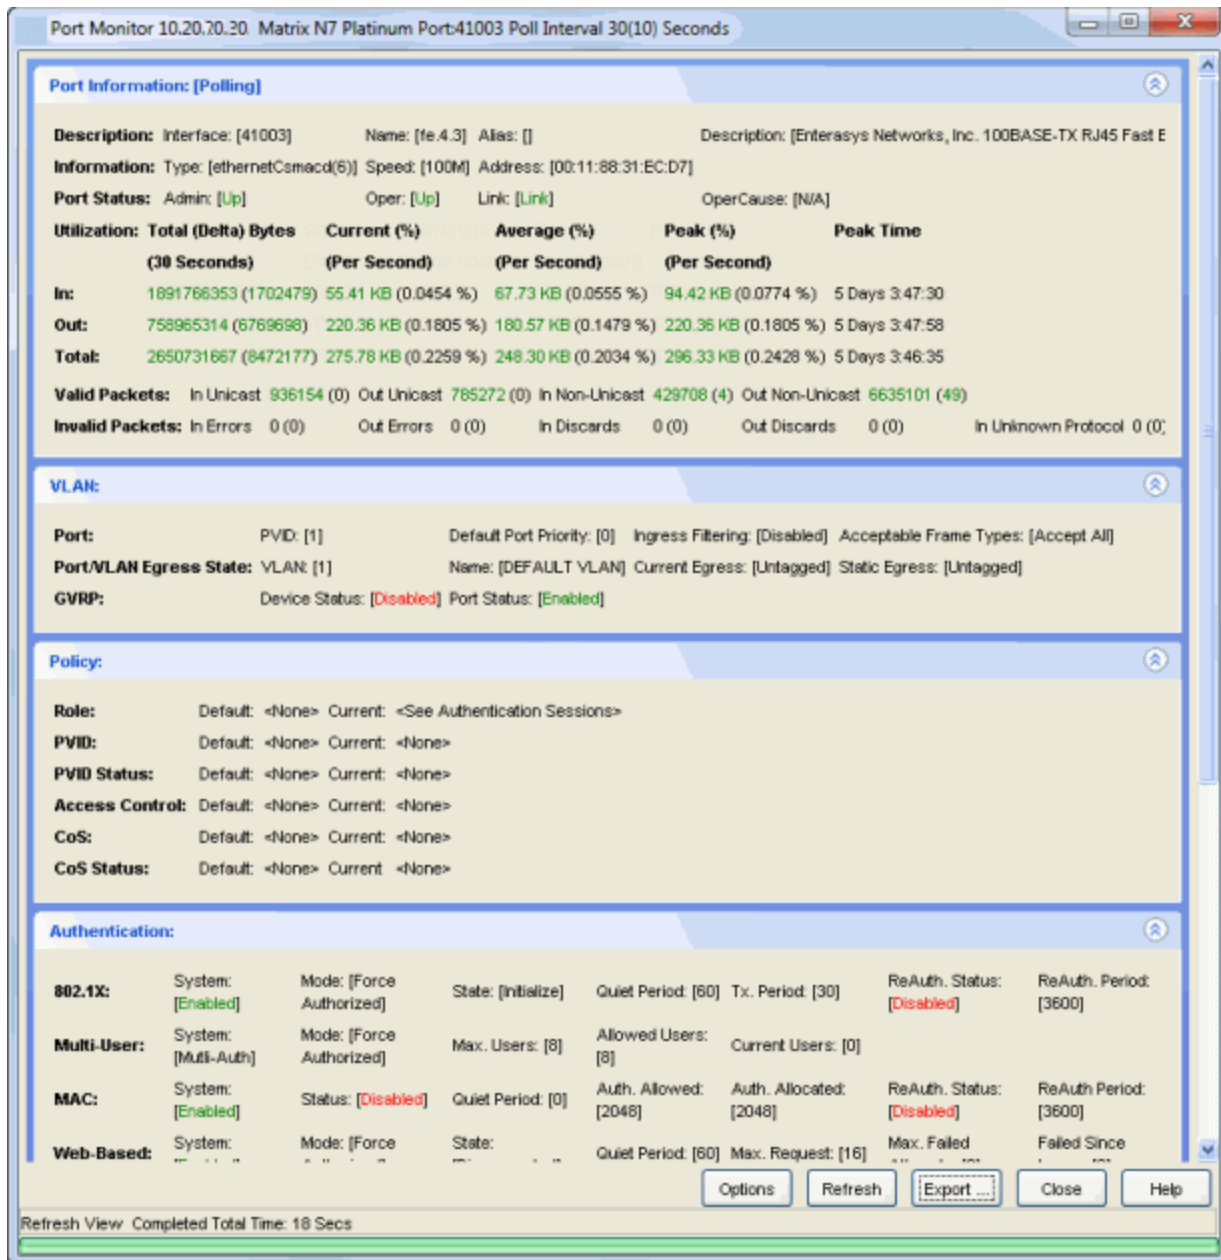 Port Monitor 10.20.20.20 Matrix N7 Platinum Port:41003 Poll Interval 30(10) Seconds
Port Information: [Polling]
Description: Interface: [41003] Name: [fe.4.3] Alias: [] Description: [Enterasys Networks, Inc. 100BASE-TX RJ45 Fast E
Information: Type: [ethernetCsmacd(6)] Speed: [100M] Address: [00:11:88:31:EC:D7]
Port Status: Admin: [Up] Oper: [Up] Link: [Link] OperCause: [N/A]
Utilization: Total (Delta) Bytes Current (%) Average (%) Peak (%) Peak Time
(30 Seconds) (Per Second) (Per Second) (Per Second)
In: 1891766353 (1702479) 55.41 KB (0.0454 %) 67.73 KB (0.0555 %) 94.42 KB (0.0774 %) 5 Days 3:47:30
Out: 758965314 (6769698) 220.36 KB (0.1805 %) 180.57 KB (0.1479 %) 220.36 KB (0.1805 %) 5 Days 3:47:58
Total: 2650731667 (8472177) 275.78 KB (0.2259 %) 248.30 KB (0.2034 %) 296.33 KB (0.2428 %) 5 Days 3:46:35
Valid Packets: In Unicast 936154 (0) Out Unicast 785272 (0) In Non-Unicast 429708 (4) Out Non-Unicast 6635101 (49)
Invalid Packets: In Errors 0 (0) Out Errors 0 (0) In Discards 0 (0) Out Discards 0 (0) In Unknown Protocol 0 (0)
VLAN:
Port: PVID: [1] Default Port Priority: [0] Ingress Filtering: [Disabled] Acceptable Frame Types: [Accept All]
Port/VLAN Egress State: VLAN: [1] Name: [DEFAULT VLAN] Current Egress: [Untagged] Static Egress: [Untagged]
GVRP: Device Status: [Disabled] Port Status: [Enabled]
Policy:
Role: Default: <None> Current: <See Authentication Sessions>
PVID: Default: <None> Current: <None>
PVID Status: Default: <None> Current: <None>
Access Control: Default: <None> Current: <None>
CoS: Default: <None> Current: <None>
CoS Status: Default: <None> Current <None>
Authentication:
802.1X: System: [Enabled] Mode: [Force Authorized] State: [Initialize] Quiet Period: [60] Tx. Period: [30] ReAuth. Status: [Disabled] ReAuth. Period: [3600]
Multi-User: System: [Mutli-Auth] Mode: [Force Authorized] Max. Users: [8] Allowed Users: [8] Current Users: [0]
MAC: System: [Enabled] Status: [Disabled] Quiet Period: [0] Auth. Allowed: [2048] Auth. Allocated: [2048] ReAuth. Status: [Disabled] ReAuth Period: [3600]
Web-Based: System: Mode: [Force State: Quiet Period: [60] Max. Request: [16] Max. Failed Failed Since
Options Refresh Export ... Close Help
Refresh View Completed Total Time: 18 Secs